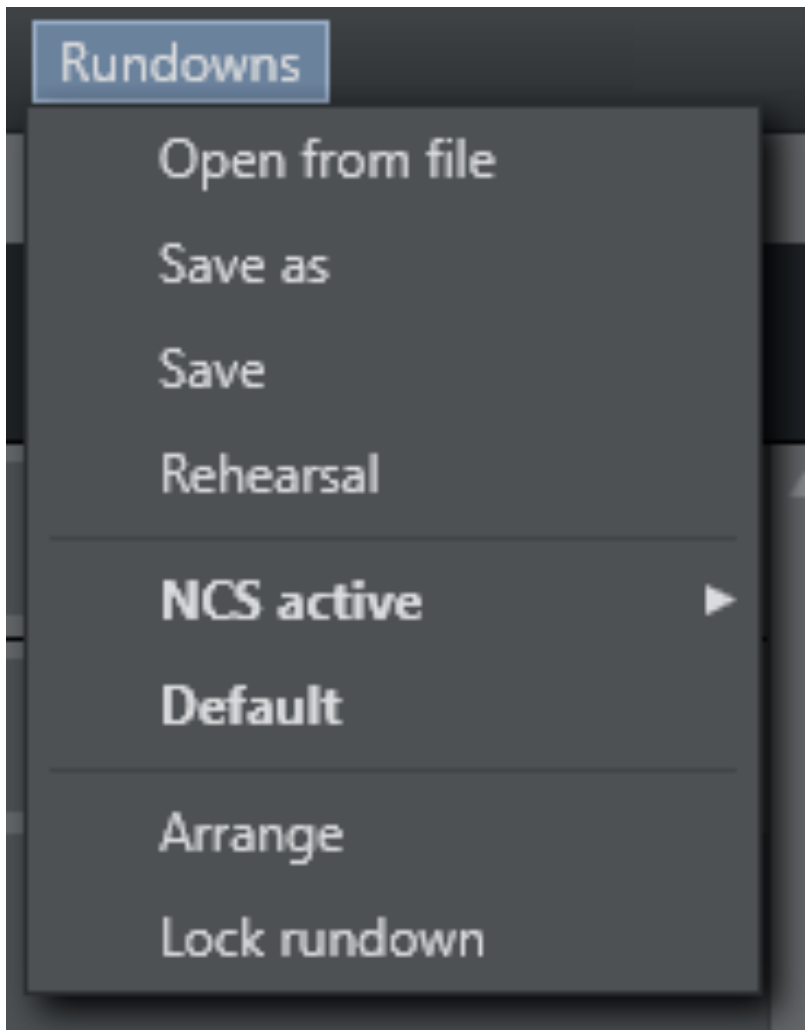 Rundowns
Open from file
Save as
Save
Rehearsal
NCS active
Default
Arrange
Lock rundown